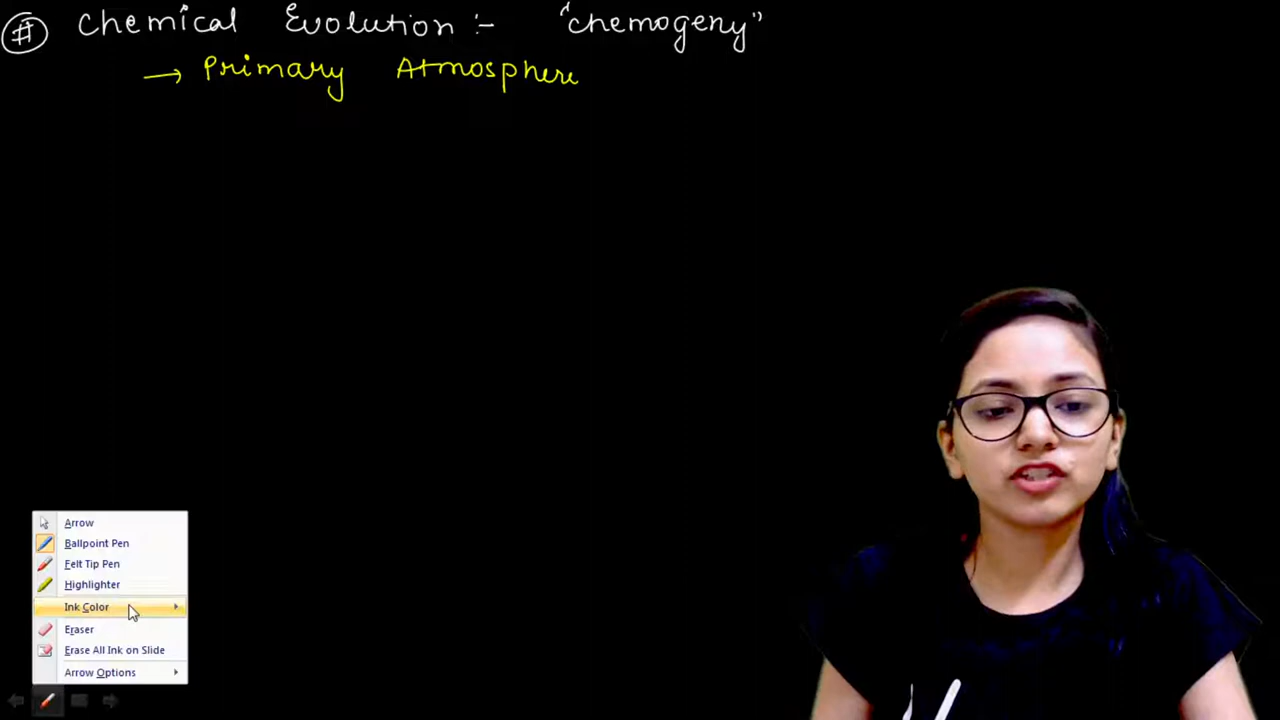 # Chemical Evolution :- "chemogeny"
→ Primary Atmosphere
Arrow
Ballpoint Pen
Felt Tip Pen
Highlighter
Ink Color
Eraser
Erase All Ink on Slide
Arrow Options